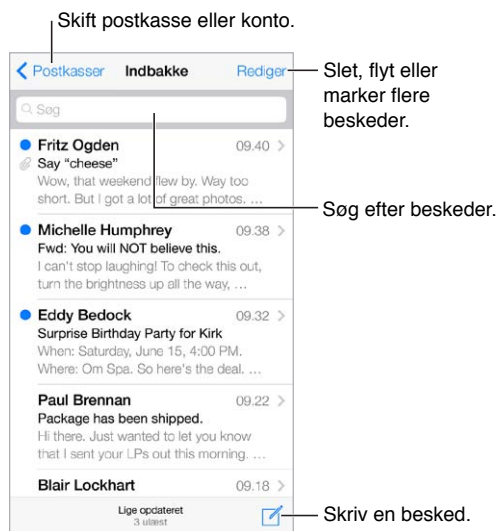 Skift postkasse eller konto.
Postkasser Indbakke Rediger
Slet, flyt eller
marker flere
beskeder.
Søg
Fritz Ogden 09.40
Say "cheese"
Wow, that weekend flew by. Way too
short. But I got a lot of great photos. …
Søg efter beskeder.
Michelle Humphrey 09.38
Fwd: You will NOT believe this.
I can't stop laughing! To check this out,
turn the brightness up all the way, …
Eddy Bedock 09.32
Surprise Birthday Party for Kirk
When: Saturday, June 15, 4:00 PM.
Where: Om Spa. So here's the deal. …
Paul Brennan 09.22
Package has been shipped.
Hi there. Just wanted to let you know
that I sent your LPs out this morning. …
Blair Lockhart 09.18
Lige opdateret
3 ulæst
Skriv en besked.